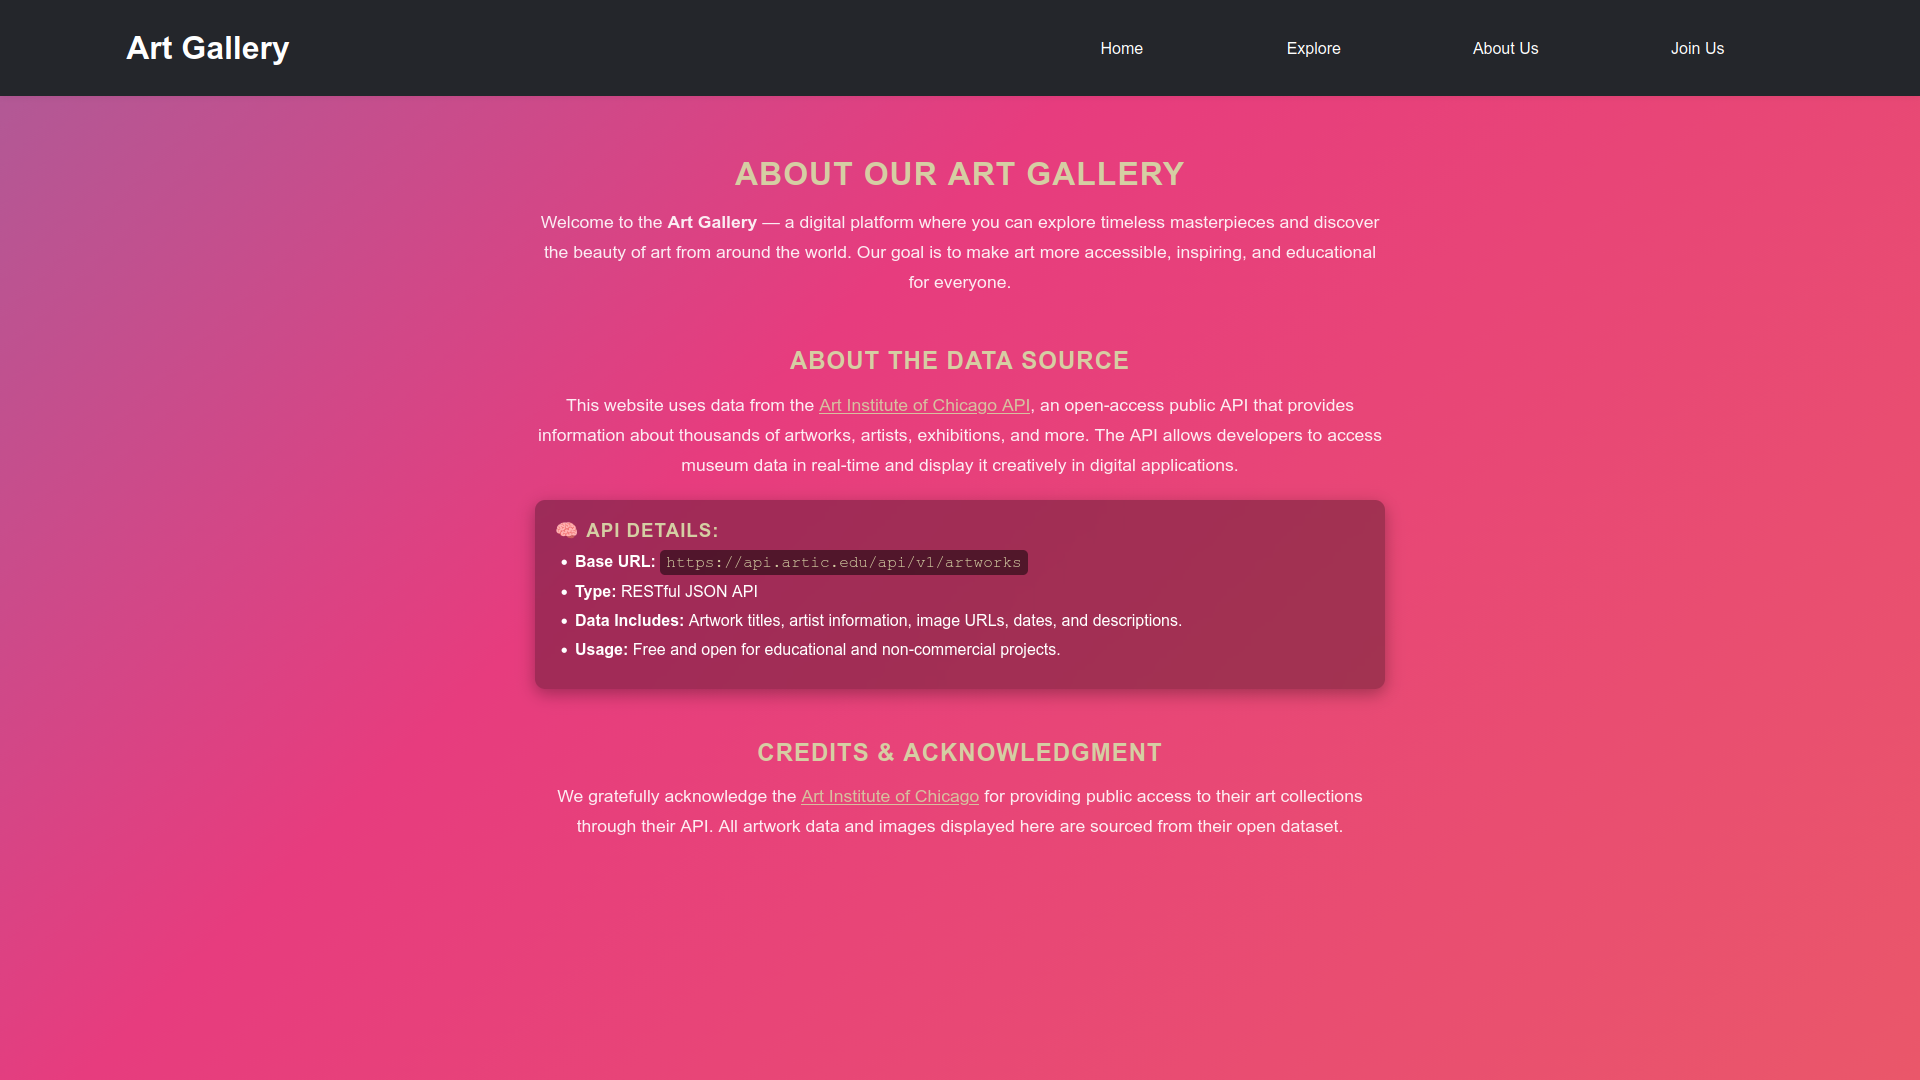 Art Gallery
Home
Explore
About Us
Join Us
ABOUT OUR ART GALLERY
Welcome to the Art Gallery — a digital platform where you can explore timeless masterpieces and discover
the beauty of art from around the world. Our goal is to make art more accessible, inspiring, and educational
for everyone.
ABOUT THE DATA SOURCE
This website uses data from the Art Institute of Chicago API, an open-access public API that provides
information about thousands of artworks, artists, exhibitions, and more. The API allows developers to access
museum data in real-time and display it creatively in digital applications.
🧠 API DETAILS:
• Base URL: https://api.artic.edu/api/v1/artworks
• Type: RESTful JSON API
• Data Includes: Artwork titles, artist information, image URLs, dates, and descriptions.
• Usage: Free and open for educational and non-commercial projects.
CREDITS & ACKNOWLEDGMENT
We gratefully acknowledge the Art Institute of Chicago for providing public access to their art collections
through their API. All artwork data and images displayed here are sourced from their open dataset.